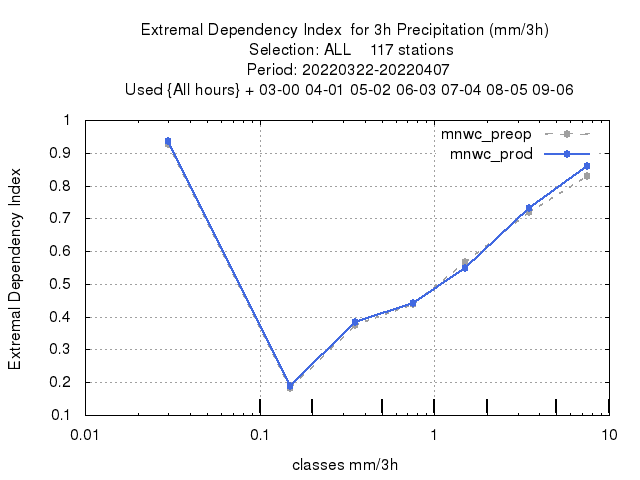 Extremal Dependency Index  for 3h Precipitation (mm/3h)
Selection: ALL    117 stations
Period: 20220322-20220407
Used {All hours} + 03-00 04-01 05-02 06-03 07-04 08-05 09-06
mnwc_preop
mnwc_prod
Extremal Dependency Index
1
0.9
0.8
0.7
0.6
0.5
0.4
0.3
0.2
0.1
0.01 0.1 1 10
classes mm/3h